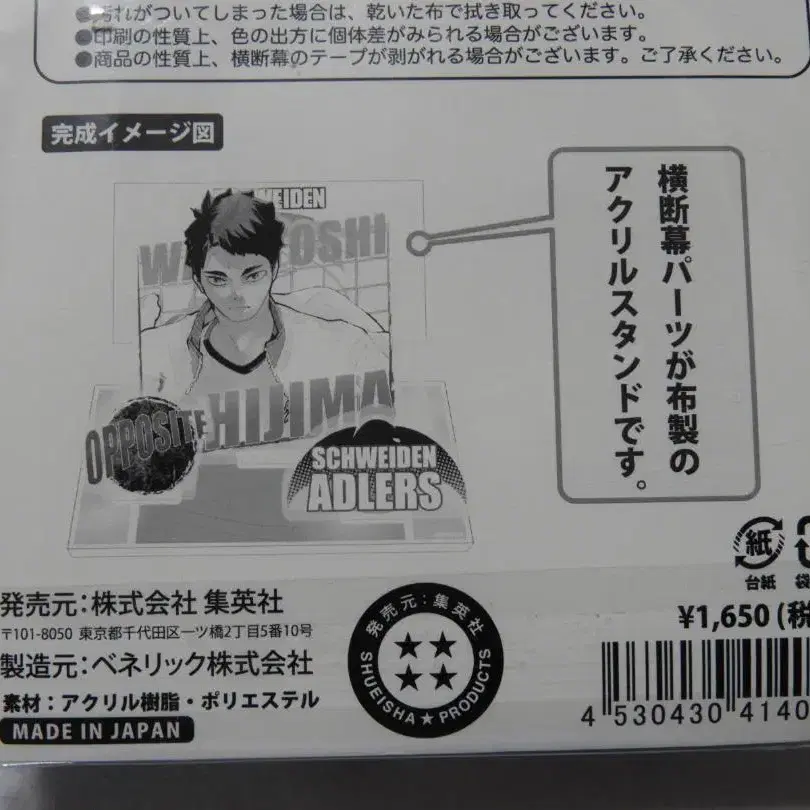 ●汚れがついてしまった場合は、乾いた布で拭き取ってください。
●印刷の性質上、色の出方に個体差がみられる場合がございます。
●商品の性質上、横断幕のテープが剥がれる場合がございます。ご了承ください。
完成イメージ図
横断幕パーツが布製の
アクリルスタンドです。
WEIDEN
W OSHI
OPPOSITE HIJIMA
SCHWEIDEN
ADLERS
紙
台紙 袋
発売元:株式会社 集英社
〒101-8050 東京都千代田区一ツ橋2丁目5番10号
製造元:ベネリック株式会社
素材:アクリル樹脂・ポリエステル
MADE IN JAPAN
発売元:集英社
SHUEISHA★PRODUCTS
¥1,650 (税
4 530430 4140